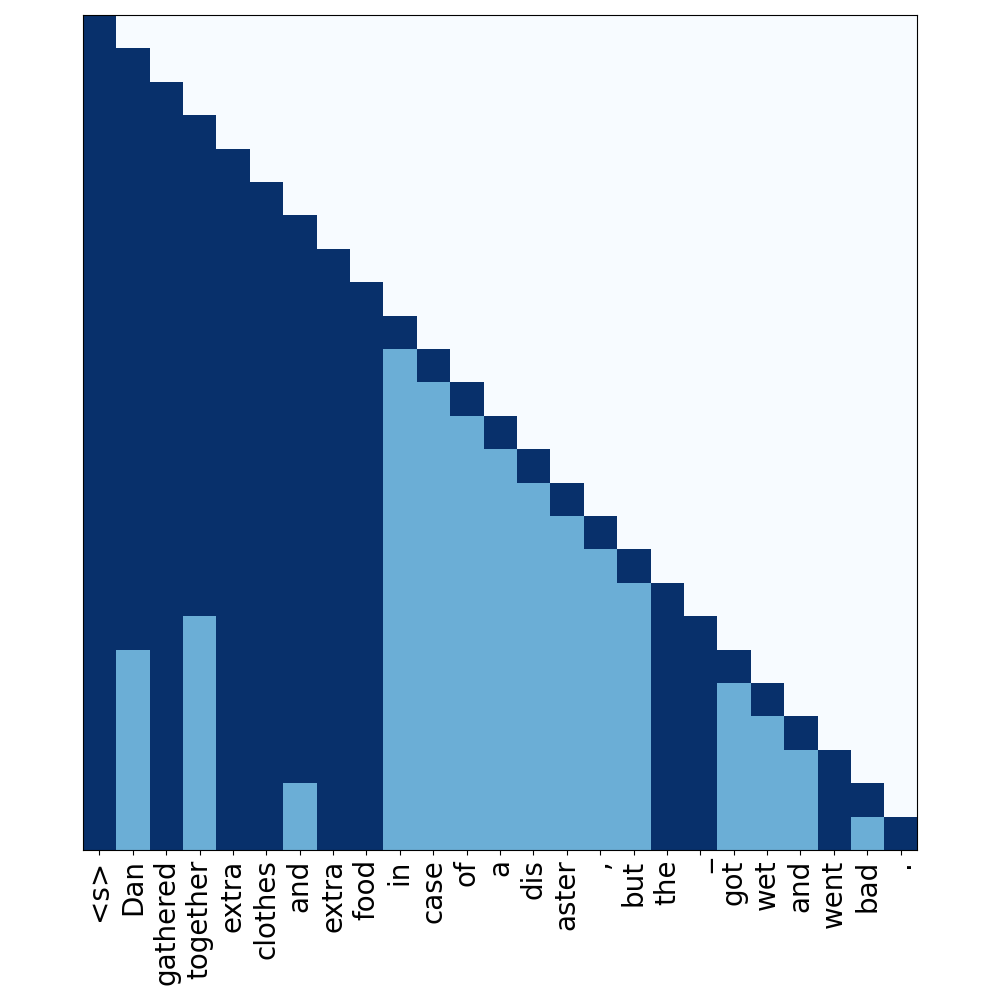 <s> Dan gathered together extra clothes and extra food in case of a dis aster , but the _ got wet and went bad .